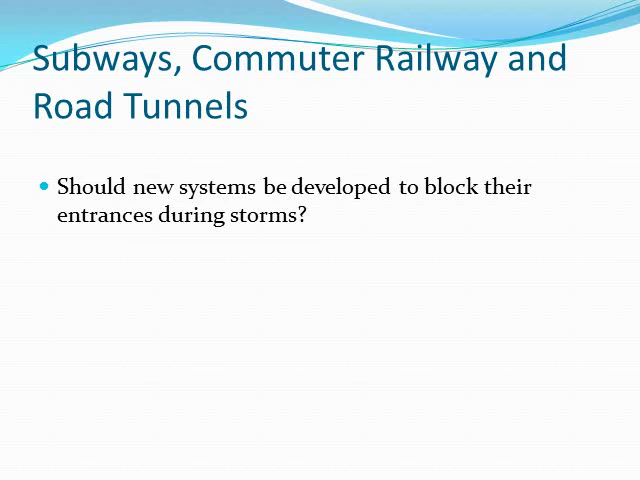 Subways, Commuter Railway and
Road Tunnels
Should new systems be developed to block their
entrances during storms?